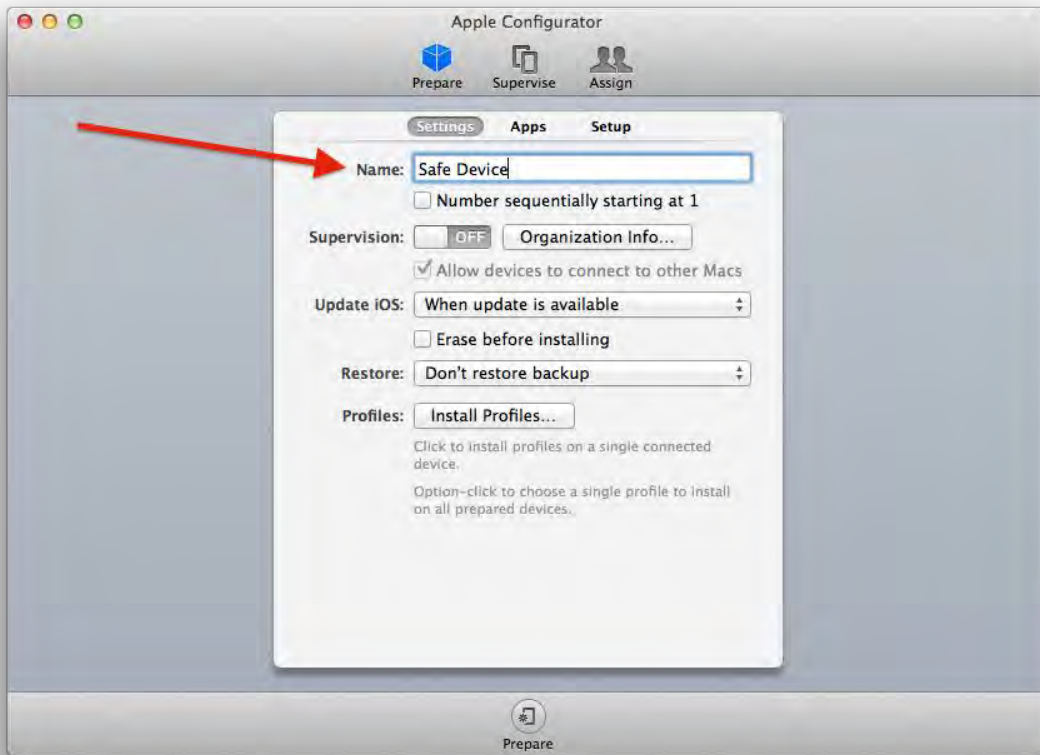 Apple Configurator
Prepare Supervise Assign
Settings Apps Setup
Name: Safe Device
Number sequentially starting at 1
Supervision: OFF Organization Info...
Allow devices to connect to other Macs
Update iOS: When update is available
Erase before installing
Restore: Don't restore backup
Profiles: Install Profiles...
Click to install profiles on a single connected
device.
Option-click to choose a single profile to install
on all prepared devices.
Prepare